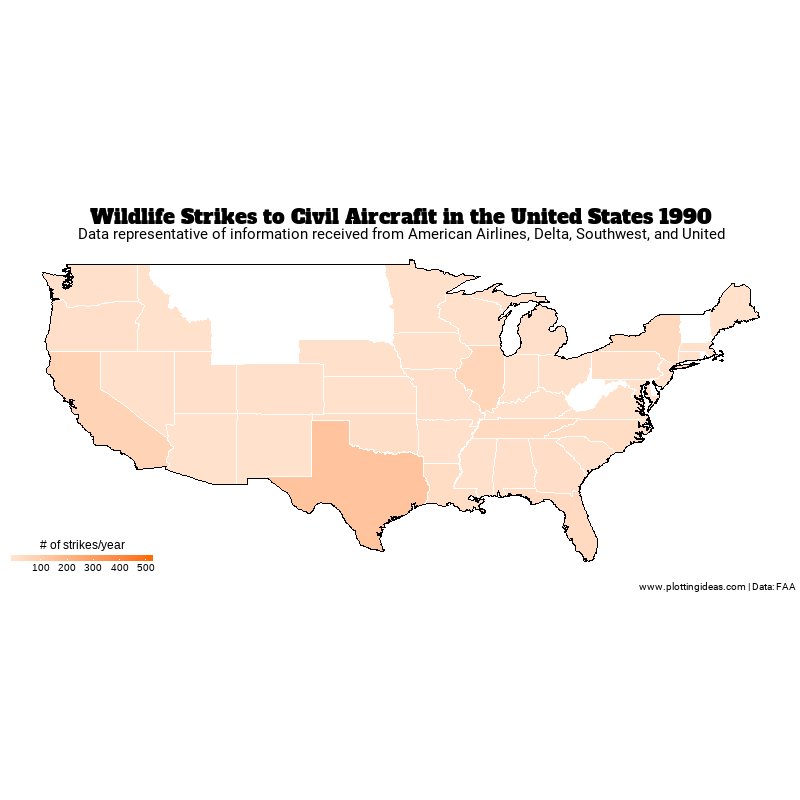 Wildlife Strikes to Civil Aircrafit in the United States 1990
Data representative of information received from American Airlines, Delta, Southwest, and United
# of strikes/year
100 200 300 400 500
www.plottingideas.com | Data: FAA